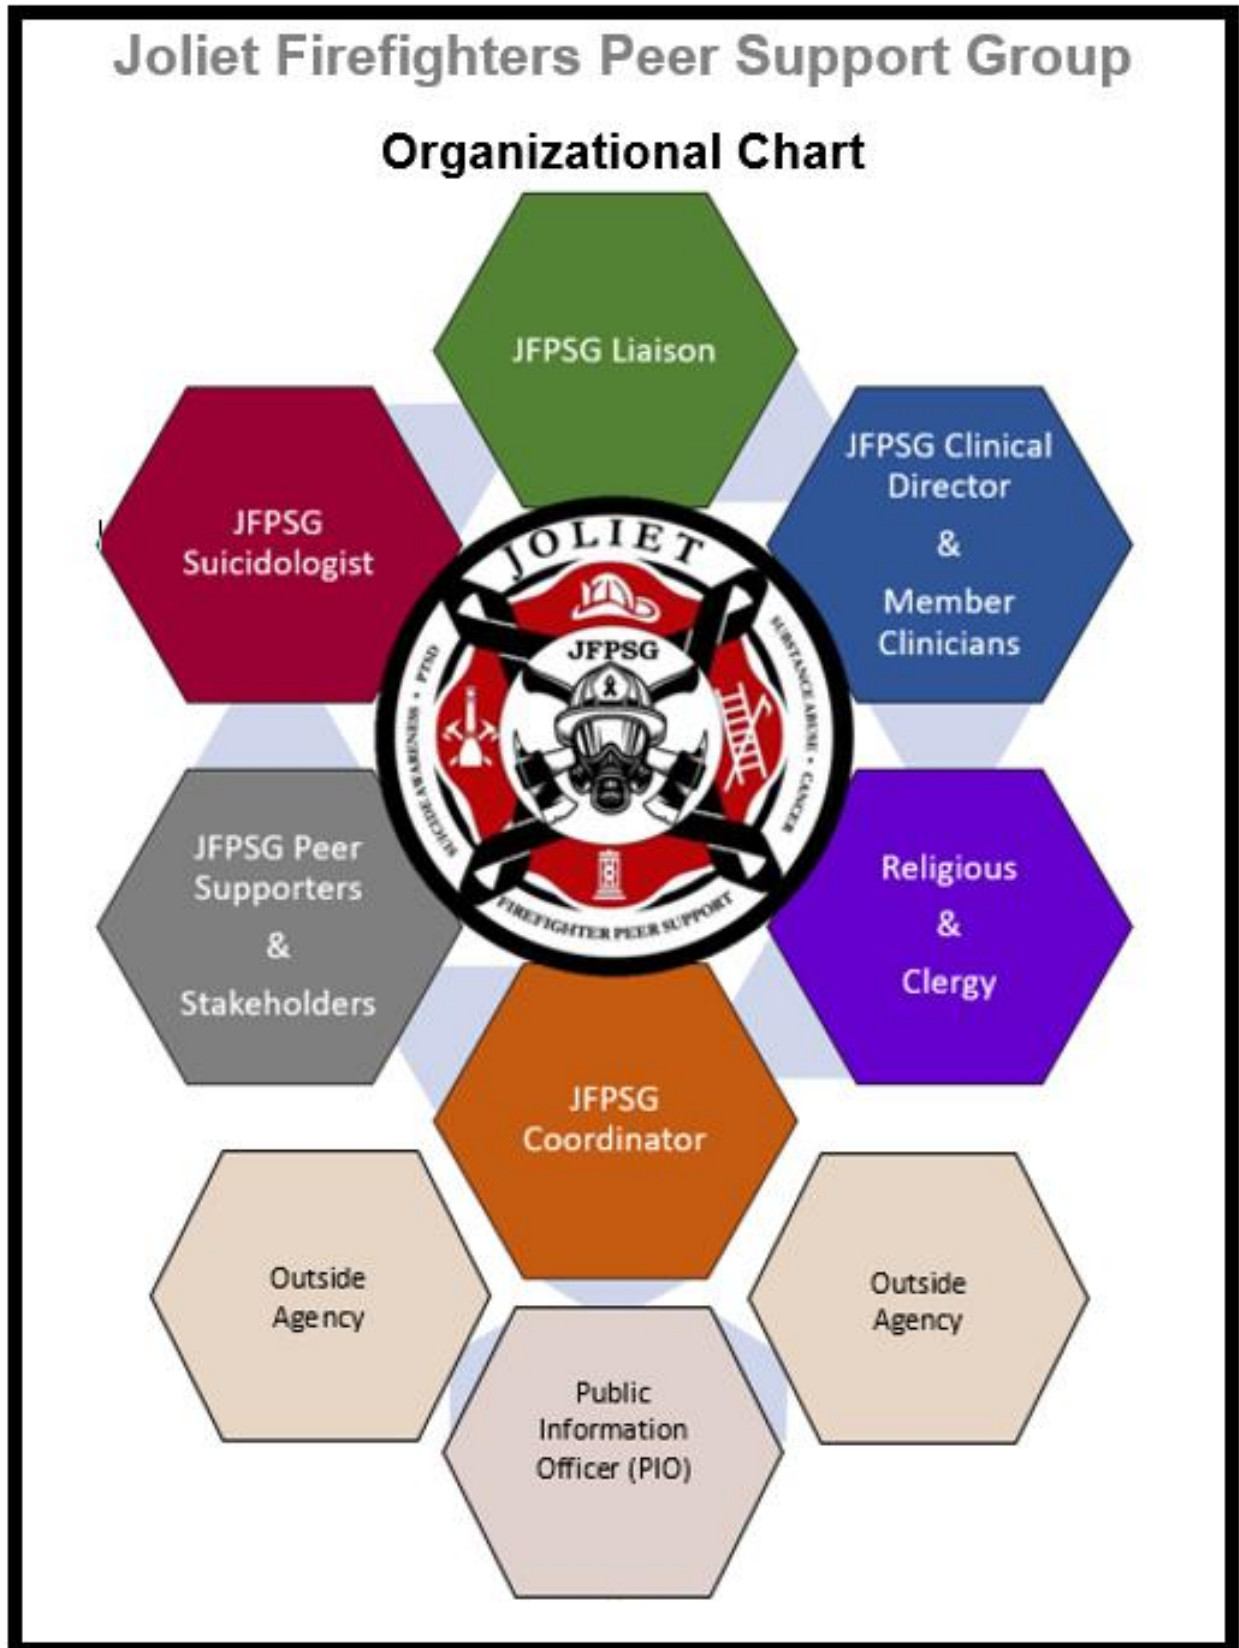 Joliet Firefighters Peer Support Group
Organizational Chart
JFPSG Liaison
JFPSG
Suicidologist
JFPSG Clinical
Director
&
Member
Clinicians
JOLIET
JFPSG
SUICIDE AWARENESS • PTSD
SUBSTANCE ABUSE • CANCER
FIREFIGHTER PEER SUPPORT
JFPSG Peer
Supporters
&
Stakeholders
Religious
&
Clergy
JFPSG
Coordinator
Outside
Agency
Public
Information
Officer (PIO)
Outside
Agency